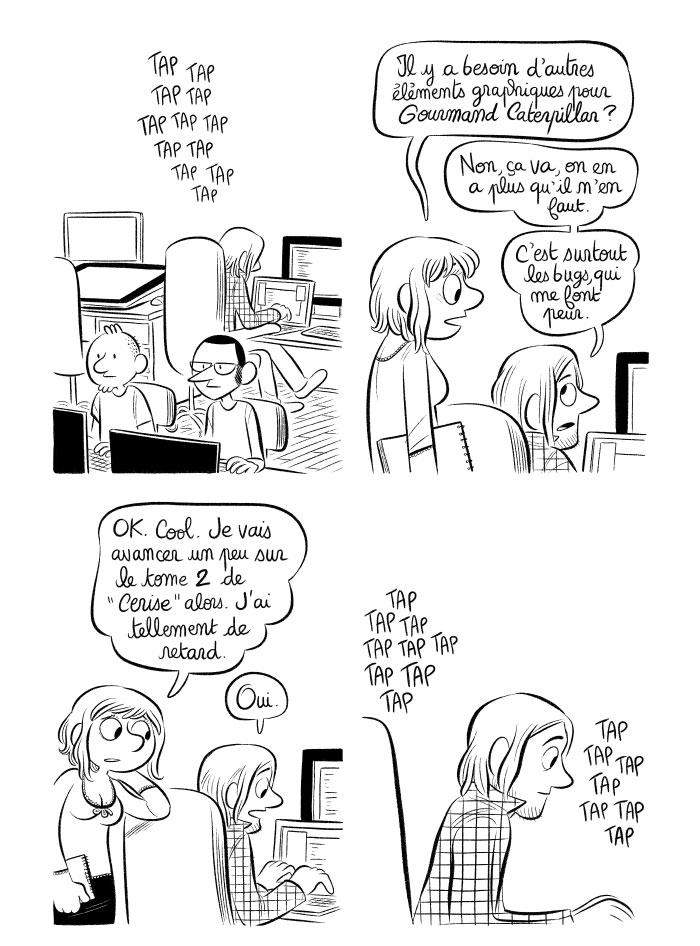 TAP TAP
TAP TAP
TAP TAP TAP
TAP TAP
TAP TAP
TAP
Il y a besoin d'autres
éléments graphiques pour
Gourmand Caterpillar ?
Non, ça va, on en
a plus qu'il n'en
faut.
C'est surtout
les bugs, qui
me font
peur.
OK. Cool. Je vais
avancer un peu sur
le tome 2 de
"Cerise" alors. J'ai
tellement de
retard.
Oui.
TAP
TAP TAP
TAP TAP TAP
TAP TAP
TAP
TAP
TAP TAP
TAP
TAP TAP
TAP